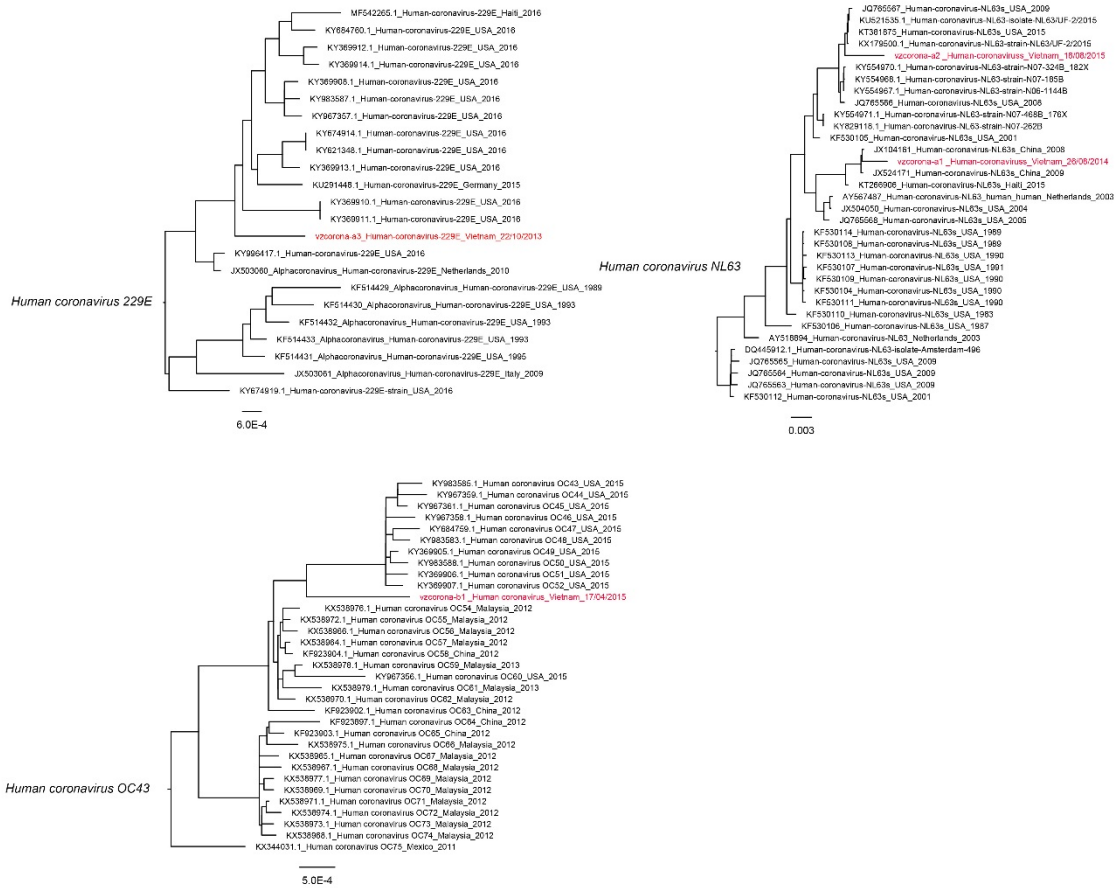 MF542265.1_Human-coronavirus-229E_Haiti_2016
KY684760.1_Human-coronavirus-229E_USA_2016
KY369912.1_Human-coronavirus-229E_USA_2016
KY369914.1_Human-coronavirus-229E_USA_2016
KY369908.1_Human-coronavirus-229E_USA_2016
KY983587.1_Human-coronavirus-229E_USA_2016
KY967357.1_Human-coronavirus-229E_USA_2016
KY674914.1_Human-coronavirus-229E_USA_2016
KY621348.1_Human-coronavirus-229E_USA_2016
KY369913.1_Human-coronavirus-229E_USA_2016
KU291448.1_Human-coronavirus-229E_Germany_2015
KY369910.1_Human-coronavirus-229E_USA_2016
KY369911.1_Human-coronavirus-229E_USA_2016
vzcorona-a3_Human-coronavirus-229E_Vietnam_22/10/2013
KY996417.1_Human-coronavirus-229E_USA_2016
JX503060_Alphacoronavirus_Human-coronavirus-229E_Netherlands_2010
Human coronavirus 229E
KF514429_Alphacoronavirus_Human-coronavirus-229E_USA_1989
KF514430_Alphacoronavirus_Human-coronavirus-229E_USA_1993
KF514432_Alphacoronavirus_Human-coronavirus-229E_USA_1993
KF514433_Alphacoronavirus_Human-coronavirus-229E_USA_1993
KF514431_Alphacoronavirus_Human-coronavirus-229E_USA_1995
JX503061_Alphacoronavirus_Human-coronavirus-229E_Italy_2009
KY674919.1_Human-coronavirus-229E-strain_USA_2016
6.0E-4
JQ765567_Human-coronavirus-NL63s_USA_2009
KU521535.1_Human-coronavirus-NL63-isolate-NL63/UF-2/2015
KT381875_Human-coronavirus-NL63s_USA_2015
KX179500.1_Human-coronavirus-NL63-strain-NL63/UF-2/2015
vzcorona-a2_Human-coronaviruss_Vietnam_18/08/2015
KY554970.1_Human-coronavirus-NL63-strain-N07-324B_182X
KY554968.1_Human-coronavirus-NL63-strain-N07-185B
KY554967.1_Human-coronavirus-NL63-strain-N06-1144B
JQ765566_Human-coronavirus-NL63s_USA_2006
KY554971.1_Human-coronavirus-NL63-strain-N07-468B_176X
KY829118.1_Human-coronavirus-NL63-strain-N07-262B
KF530105_Human-coronavirus-NL63s_USA_2001
JX104161_Human-coronavirus-NL63s_China_2008
vzcorona-a1_Human-coronaviruss_Vietnam_26/08/2014
JX524171_Human-coronavirus-NL63s_China_2009
KT266906_Human-coronavirus-NL63s_Haiti_2015
AY567487_Human-coronavirus-NL63_human_human_Netherlands_2003
JX504050_Human-coronavirus-NL63s_USA_2004
JQ765568_Human-coronavirus-NL63s_USA_2005
KF530114_Human-coronavirus-NL63s_USA_1989
KF530108_Human-coronavirus-NL63s_USA_1989
KF530113_Human-coronavirus-NL63s_USA_1990
Human coronavirus NL63
KF530107_Human-coronavirus-NL63s_USA_1991
KF530109_Human-coronavirus-NL63s_USA_1990
KF530104_Human-coronavirus-NL63s_USA_1990
KF530111_Human-coronavirus-NL63s_USA_1990
KF530110_Human-coronavirus-NL63s_USA_1983
KF530106_Human-coronavirus-NL63s_USA_1987
AY518894_Human-coronavirus-NL63_Netherlands_2003
DQ445912.1_Human-coronavirus-NL63-isolate-Amsterdam-496
JQ765565_Human-coronavirus-NL63s_USA_2009
JQ765564_Human-coronavirus-NL63s_USA_2009
JQ765563_Human-coronavirus-NL63s_USA_2009
KF530112_Human-coronavirus-NL63s_USA_2001
0.003
KY983585.1_Human coronavirus OC43_USA_2015
KY967359.1_Human coronavirus OC44_USA_2015
KY967361.1_Human coronavirus OC45_USA_2015
KY967358.1_Human coronavirus OC46_USA_2015
KY684759.1_Human coronavirus OC47_USA_2015
KY983583.1_Human coronavirus OC48_USA_2015
KY369905.1_Human coronavirus OC49_USA_2015
KY983588.1_Human coronavirus OC50_USA_2015
KY369906.1_Human coronavirus OC51_USA_2015
KY369907.1_Human coronavirus OC52_USA_2015
vzcorona-b1_Human coronavirus_Vietnam_17/04/2015
KX538976.1_Human coronavirus OC54_Malaysia_2012
KX538972.1_Human coronavirus OC55_Malaysia_2012
KX538966.1_Human coronavirus OC56_Malaysia_2012
KX538964.1_Human coronavirus OC57_Malaysia_2012
KF923904.1_Human coronavirus OC58_China_2012
KX538978.1_Human coronavirus OC59_Malaysia_2013
KY967356.1_Human coronavirus OC60_USA_2015
KX538979.1_Human coronavirus OC61_Malaysia_2013
KX538970.1_Human coronavirus OC62_Malaysia_2012
KF923902.1_Human coronavirus OC63_China_2012
KF923897.1_Human coronavirus OC64_China_2012
KF923903.1_Human coronavirus OC65_China_2012
KX538975.1_Human coronavirus OC66_Malaysia_2012
KX538965.1_Human coronavirus OC67_Malaysia_2012
KX538967.1_Human coronavirus OC68_Malaysia_2012
KX538977.1_Human coronavirus OC69_Malaysia_2012
Human coronavirus OC43
KX538969.1_Human coronavirus OC70_Malaysia_2012
KX538971.1_Human coronavirus OC71_Malaysia_2012
KX538974.1_Human coronavirus OC72_Malaysia_2012
KX538973.1_Human coronavirus OC73_Malaysia_2012
KX538968.1_Human coronavirus OC74_Malaysia_2012
KX344031.1_Human coronavirus OC75_Mexico_2011
5.0E-4